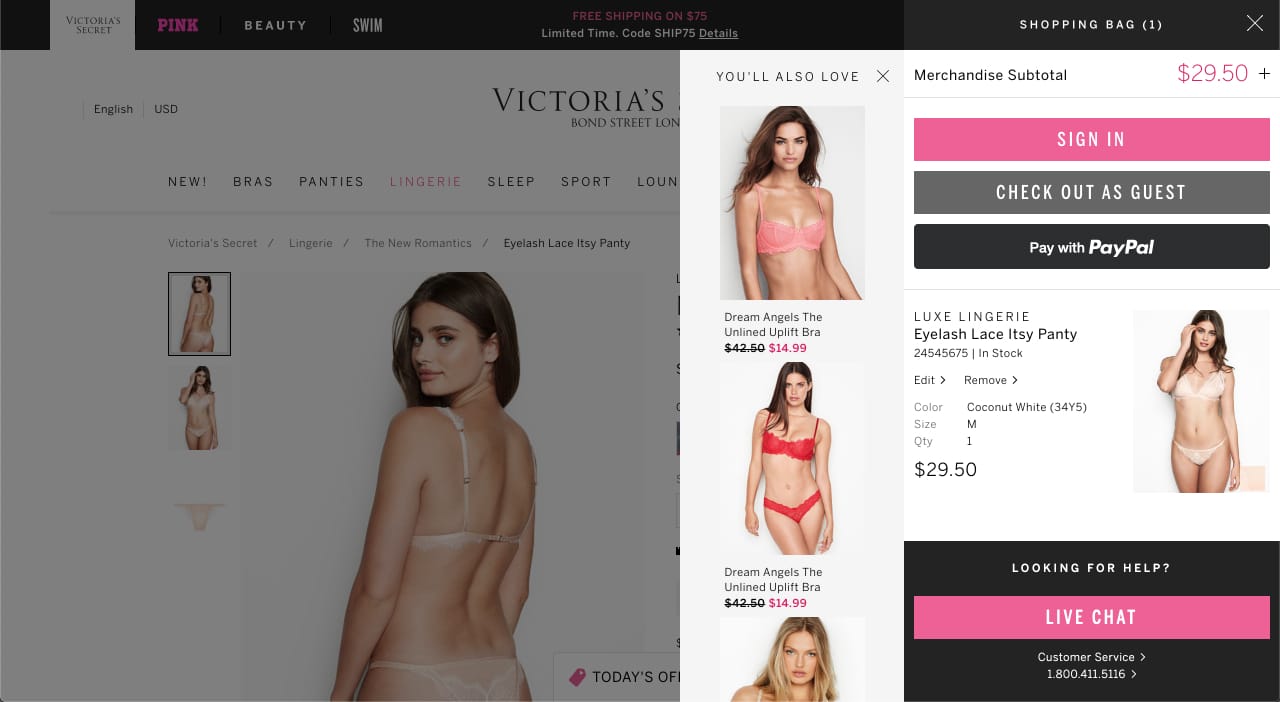 VICTORIA'S
SECRET
PINK
BEAUTY
SWIM
FREE SHIPPING ON $75
Limited Time. Code SHIP75 Details
SHOPPING BAG (1)
English
USD
VICTORIA'S
BOND STREET
NEW!
BRAS
PANTIES
LINGERIE
SLEEP
SPORT
LOUN
Victoria's Secret / Lingerie / The New Romantics / Eyelash Lace Itsy Panty
TODAY'S
YOU'LL ALSO LOVE
Dream Angels The
Unlined Uplift Bra
$42.50 $14.99
Dream Angels The
Unlined Uplift Bra
$42.50 $14.99
Merchandise Subtotal
$29.50 +
SIGN IN
CHECK OUT AS GUEST
Pay with PayPal
LUXE LINGERIE
Eyelash Lace Itsy Panty
24545675 | In Stock
Edit > Remove >
Color Coconut White (34Y5)
Size M
Qty 1
$29.50
LOOKING FOR HELP?
LIVE CHAT
Customer Service >
1.800.411.5116 >